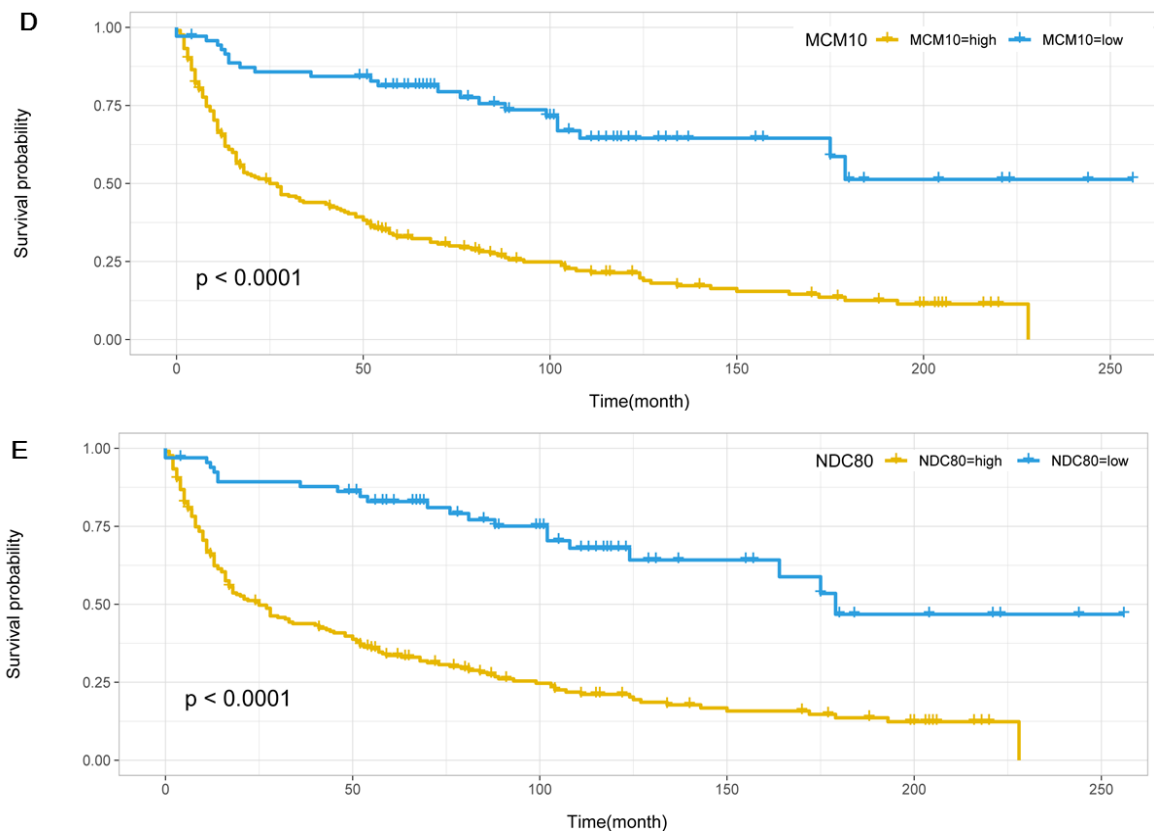 D
MCM10 MCM10=high MCM10=low
1.00
0.75
0.50
0.25
0.00
Survival probability
p < 0.0001
0 50 100 150 200 250
Time(month)
E
NDC80 NDC80=high NDC80=low
1.00
0.75
0.50
0.25
0.00
Survival probability
p < 0.0001
0 50 100 150 200 250
Time(month)